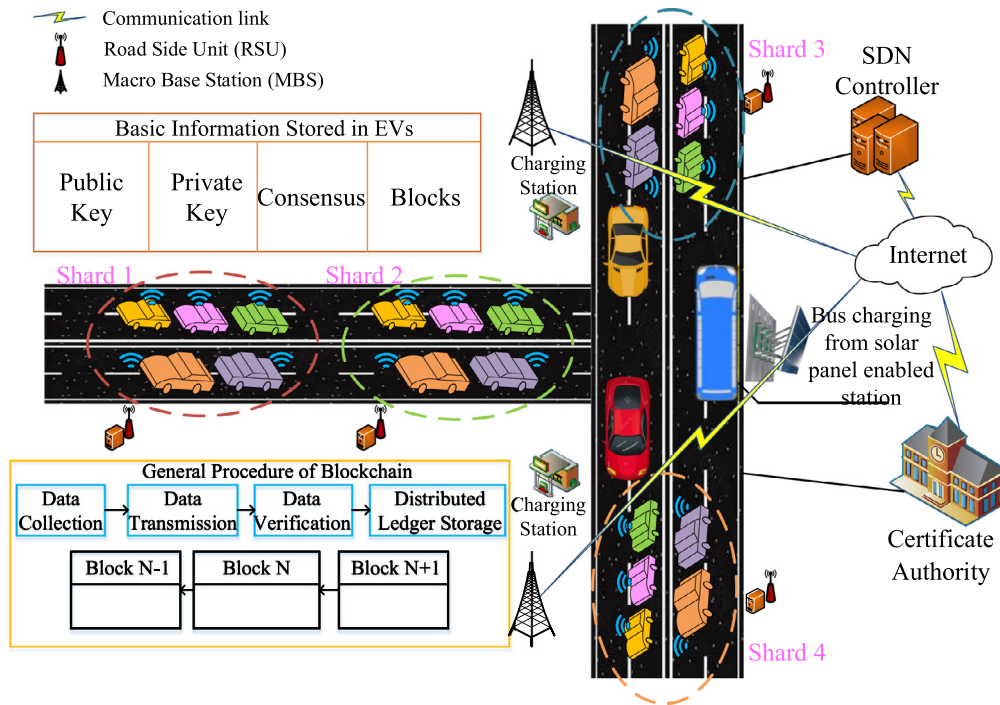 Communication link
Road Side Unit (RSU)
Macro Base Station (MBS)
Basic Information Stored in EVs
Public
Key
Private
Key
Consensus
Blocks
Shard 1
Shard 2
Shard 3
SDN
Controller
Charging
Station
Internet
Bus charging
from solar
panel enabled
station
General Procedure of Blockchain
Data
Collection
Data
Transmission
Data
Verification
Distributed
Ledger Storage
Block N-1
Block N
Block N+1
Charging
Station
Certificate
Authority
Shard 4